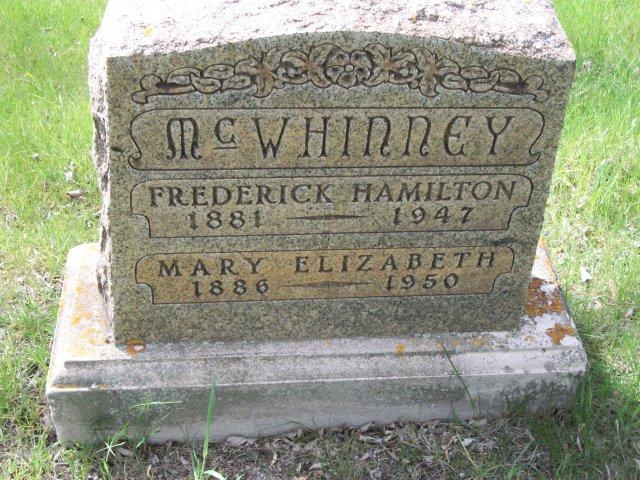 McWHINNEY
FREDERICK HAMILTON
1881 — 1947
MARY ELIZABETH
1886 — 1950